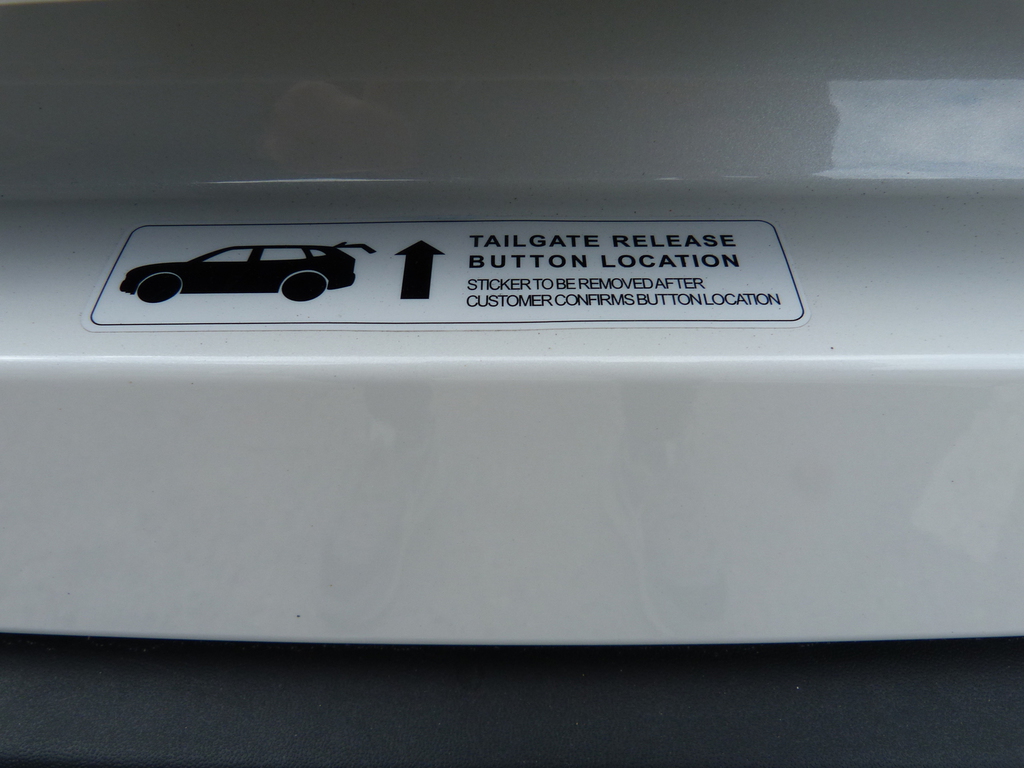 TAILGATE RELEASE
BUTTON LOCATION
STICKER TO BE REMOVED AFTER
CUSTOMER CONFIRMS BUTTON LOCATION